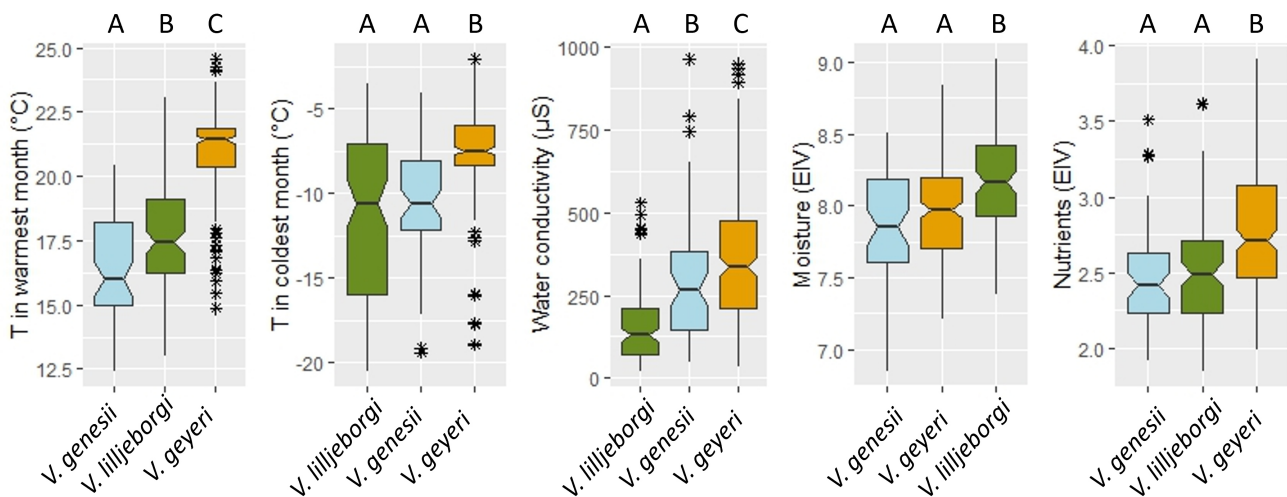 A B C
T in warmest month (°C)
25.0
22.5
20.0
17.5
15.0
12.5
V. genesii
V. lilljeborgi
V. geyeri
A A B
T in coldest month (°C)
-5
-10
-15
-20
V. lilljeborgi
V. genesii
V. geyeri
A B C
Water conductivity (µS)
1000
750
500
250
0
V. lilljeborgi
V. genesii
V. geyeri
A A B
Moisture (EIV)
9.0
8.5
8.0
7.5
7.0
V. genesii
V. geyeri
V. lilljeborgi
A A B
Nutrients (EIV)
4.0
3.5
3.0
2.5
2.0
V. genesii
V. lilljeborgi
V. geyeri